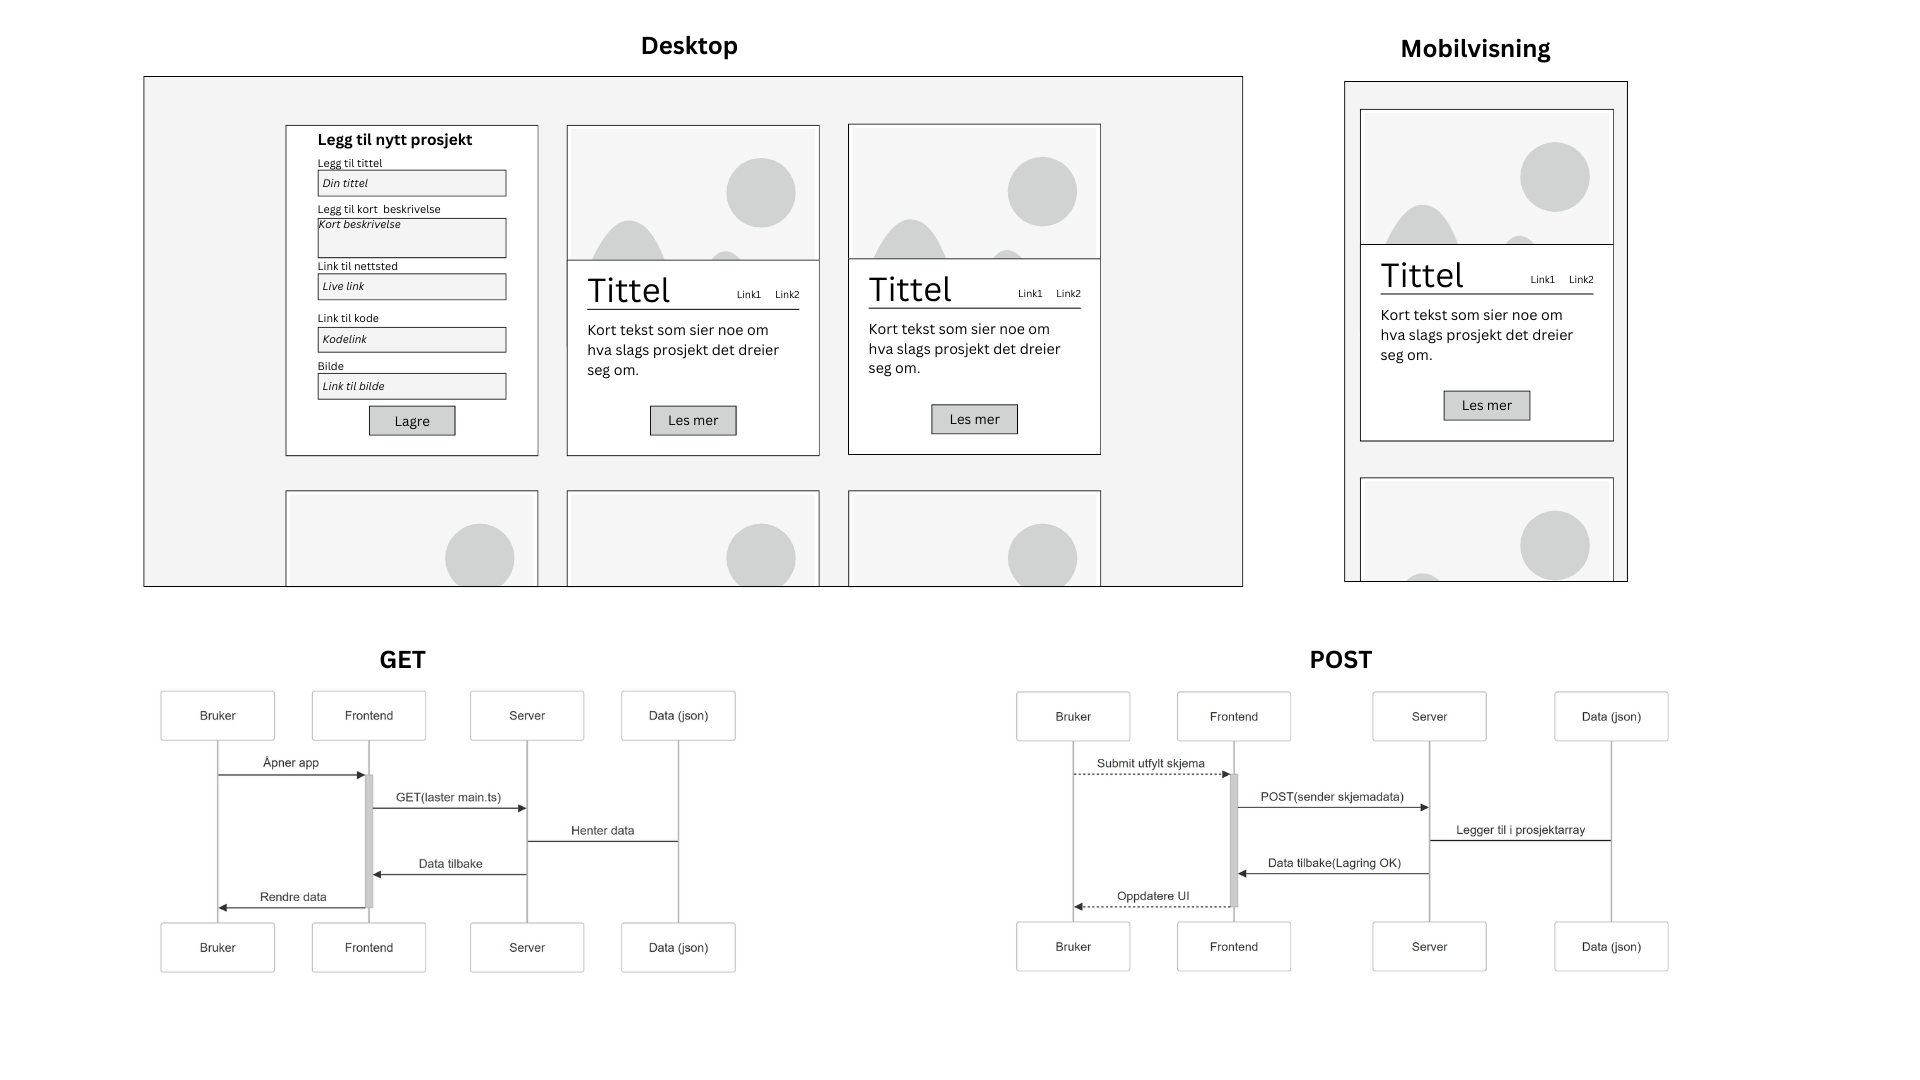 Desktop
Mobilvisning
Legg til nytt prosjekt
Legg til tittel
Din tittel
Legg til kort beskrivelse
Kort beskrivelse
Link til nettsted
Live link
Link til kode
Kodelink
Bilde
Link til bilde
Lagre
Tittel
Link1 Link2
Kort tekst som sier noe om
hva slags prosjekt det dreier
seg om.
Les mer
Tittel
Link1 Link2
Kort tekst som sier noe om
hva slags prosjekt det dreier
seg om.
Les mer
Tittel
Link1 Link2
Kort tekst som sier noe om
hva slags prosjekt det dreier
seg om.
Les mer
GET
Bruker Frontend Server Data (json)
Åpner app
GET(laster main.ts)
Henter data
Data tilbake
Rendre data
Bruker Frontend Server Data (json)
POST
Bruker Frontend Server Data (json)
Submit utfylt skjema
POST(sender skjemadata)
Legger til i prosjektarray
Data tilbake(Lagring OK)
Oppdatere UI
Bruker Frontend Server Data (json)